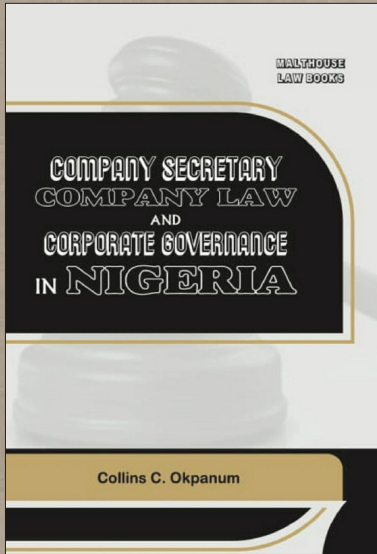 MALTHOUSE
LAW BOOKS
COMPANY SECRETARY
COMPANY LAW
AND
CORPORATE GOVERNANCE
IN NIGERIA
Collins C. Okpanum